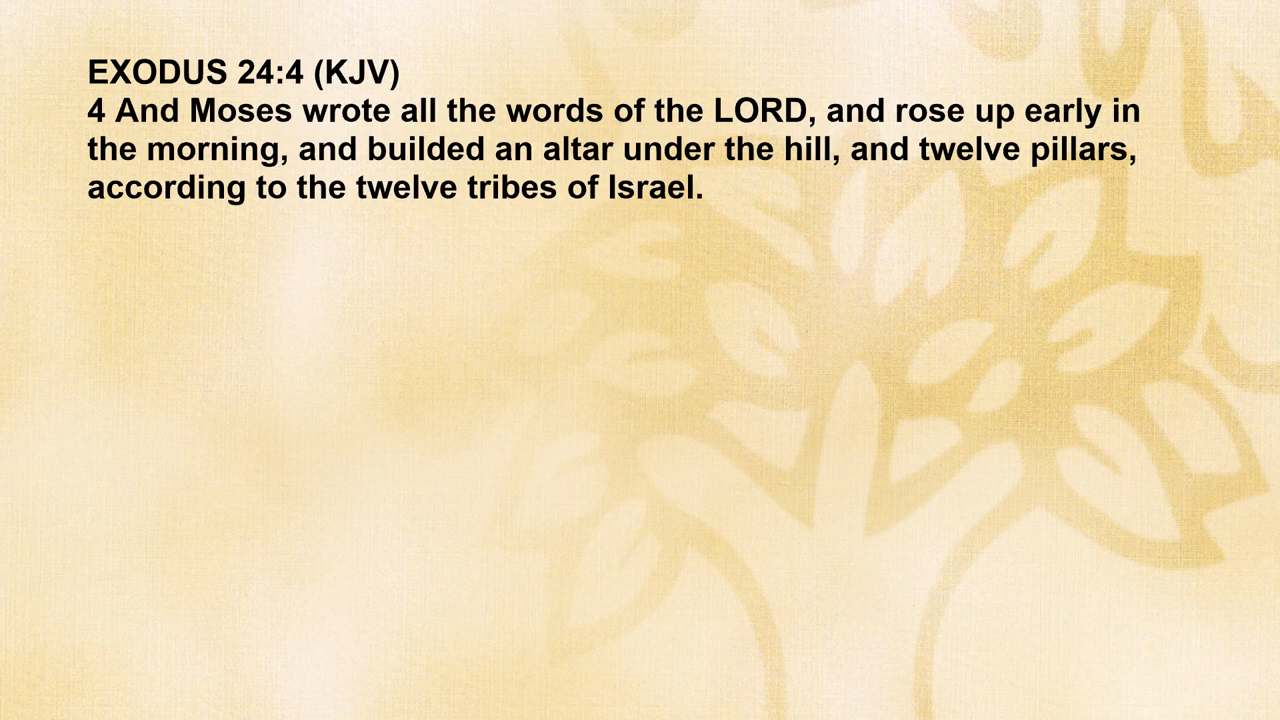 EXODUS 24:4 (KJV)
4 And Moses wrote all the words of the LORD, and rose up early in
the morning, and builded an altar under the hill, and twelve pillars,
according to the twelve tribes of Israel.